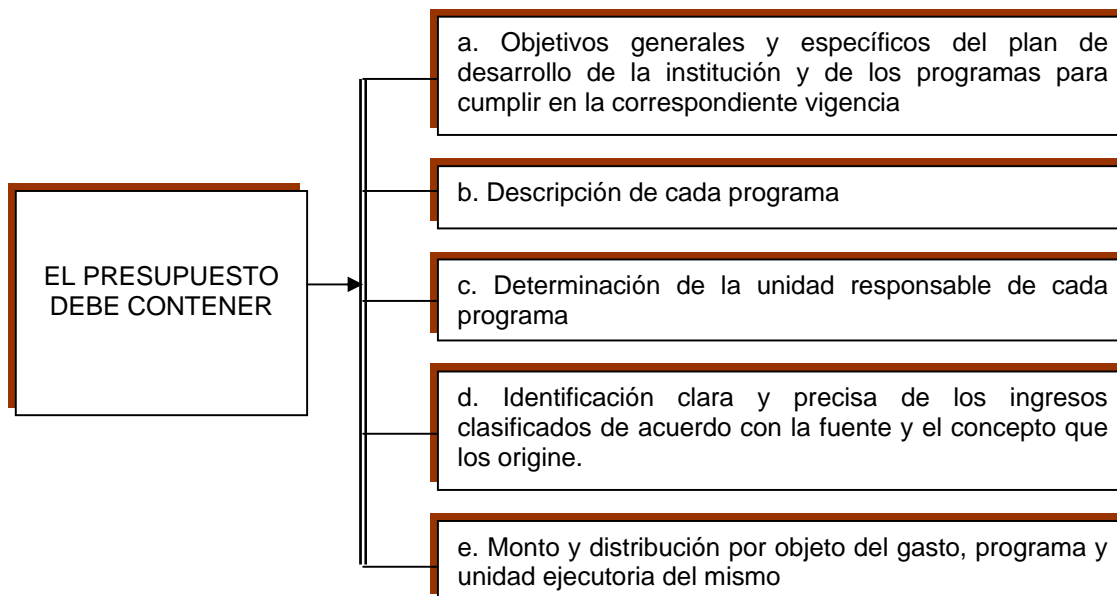 a. Objetivos generales y específicos del plan de
desarrollo de la institución y de los programas para
cumplir en la correspondiente vigencia
b. Descripción de cada programa
EL PRESUPUESTO
DEBE CONTENER
c. Determinación de la unidad responsable de cada
programa
d. Identificación clara y precisa de los ingresos
clasificados de acuerdo con la fuente y el concepto que
los origine.
e. Monto y distribución por objeto del gasto, programa y
unidad ejecutoria del mismo